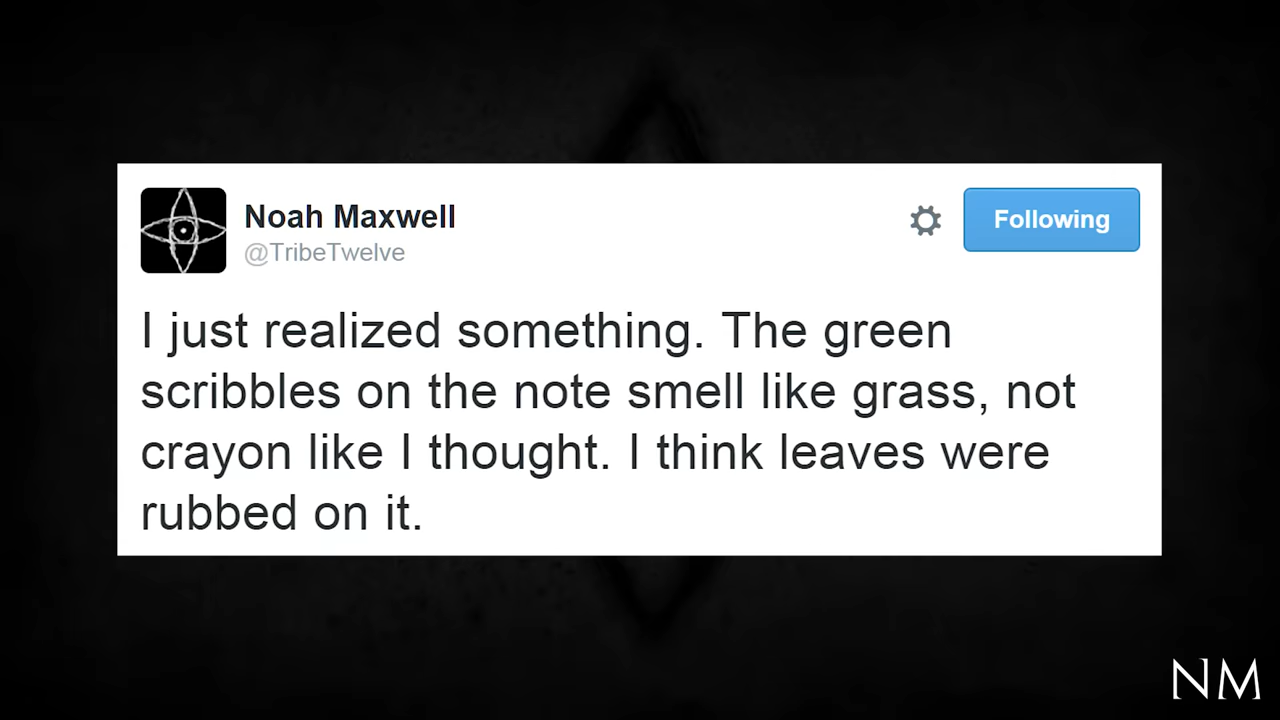 Noah Maxwell
@TribeTwelve
Following
I just realized something. The green
scribbles on the note smell like grass, not
crayon like I thought. I think leaves were
rubbed on it.
NM